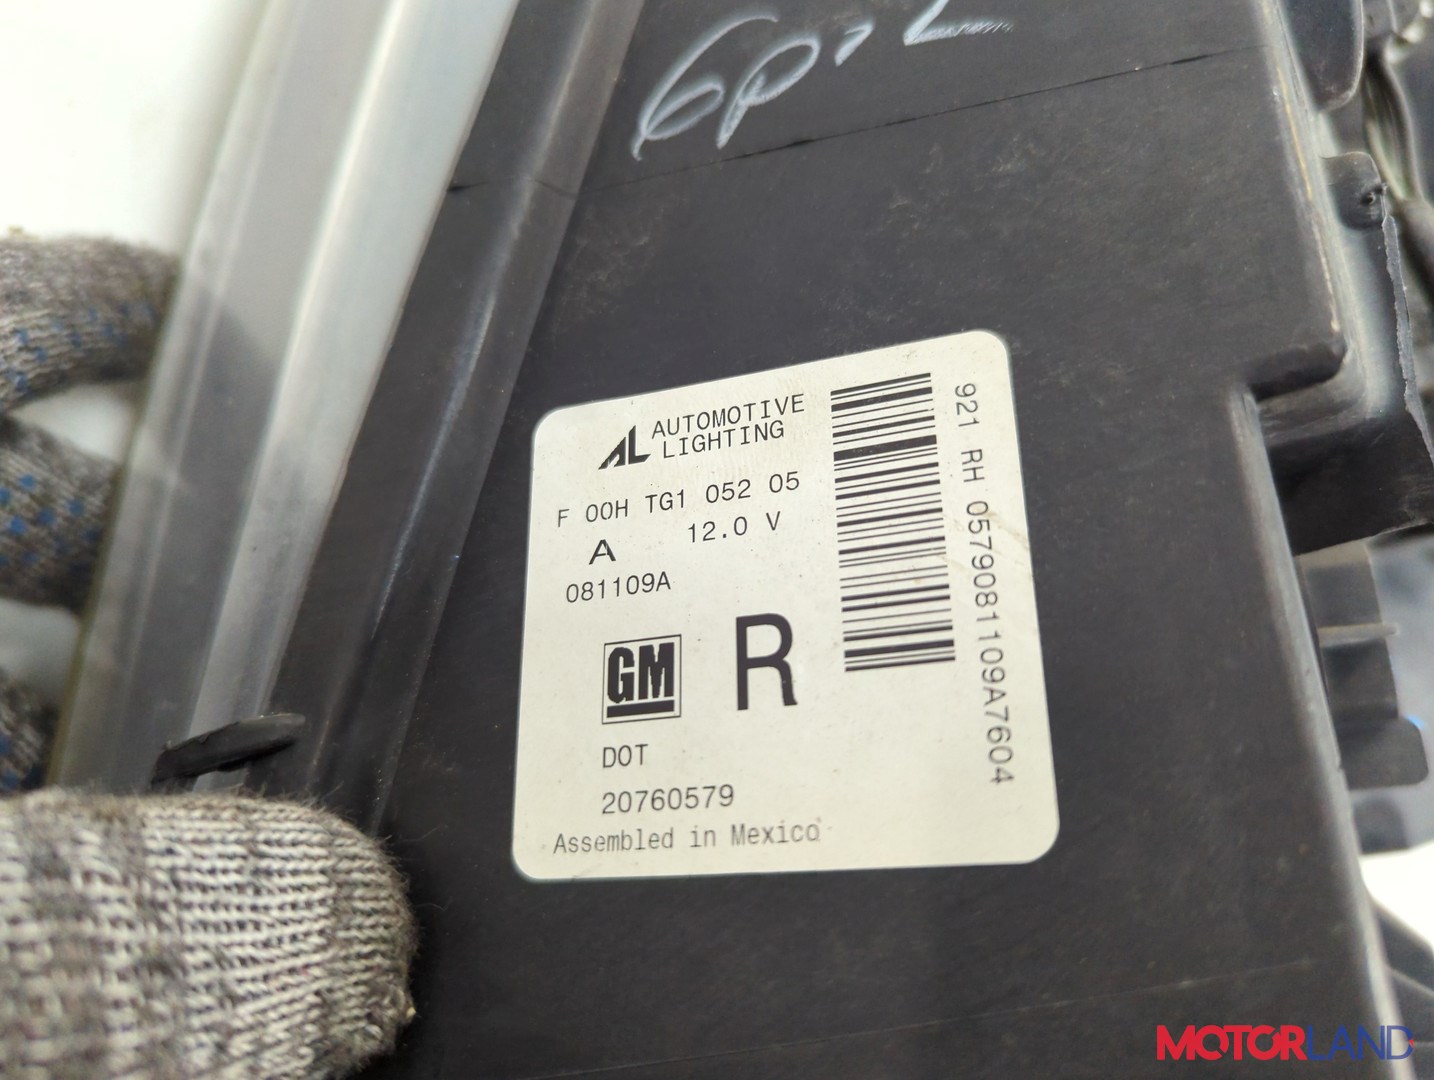 AL AUTOMOTIVE
LIGHTING
F 00H TG1 052 05
A 12.0 V
081109A
GM R
DOT
20760579
Assembled in Mexico
921 RH 0579081109A7604
MOTORLAND